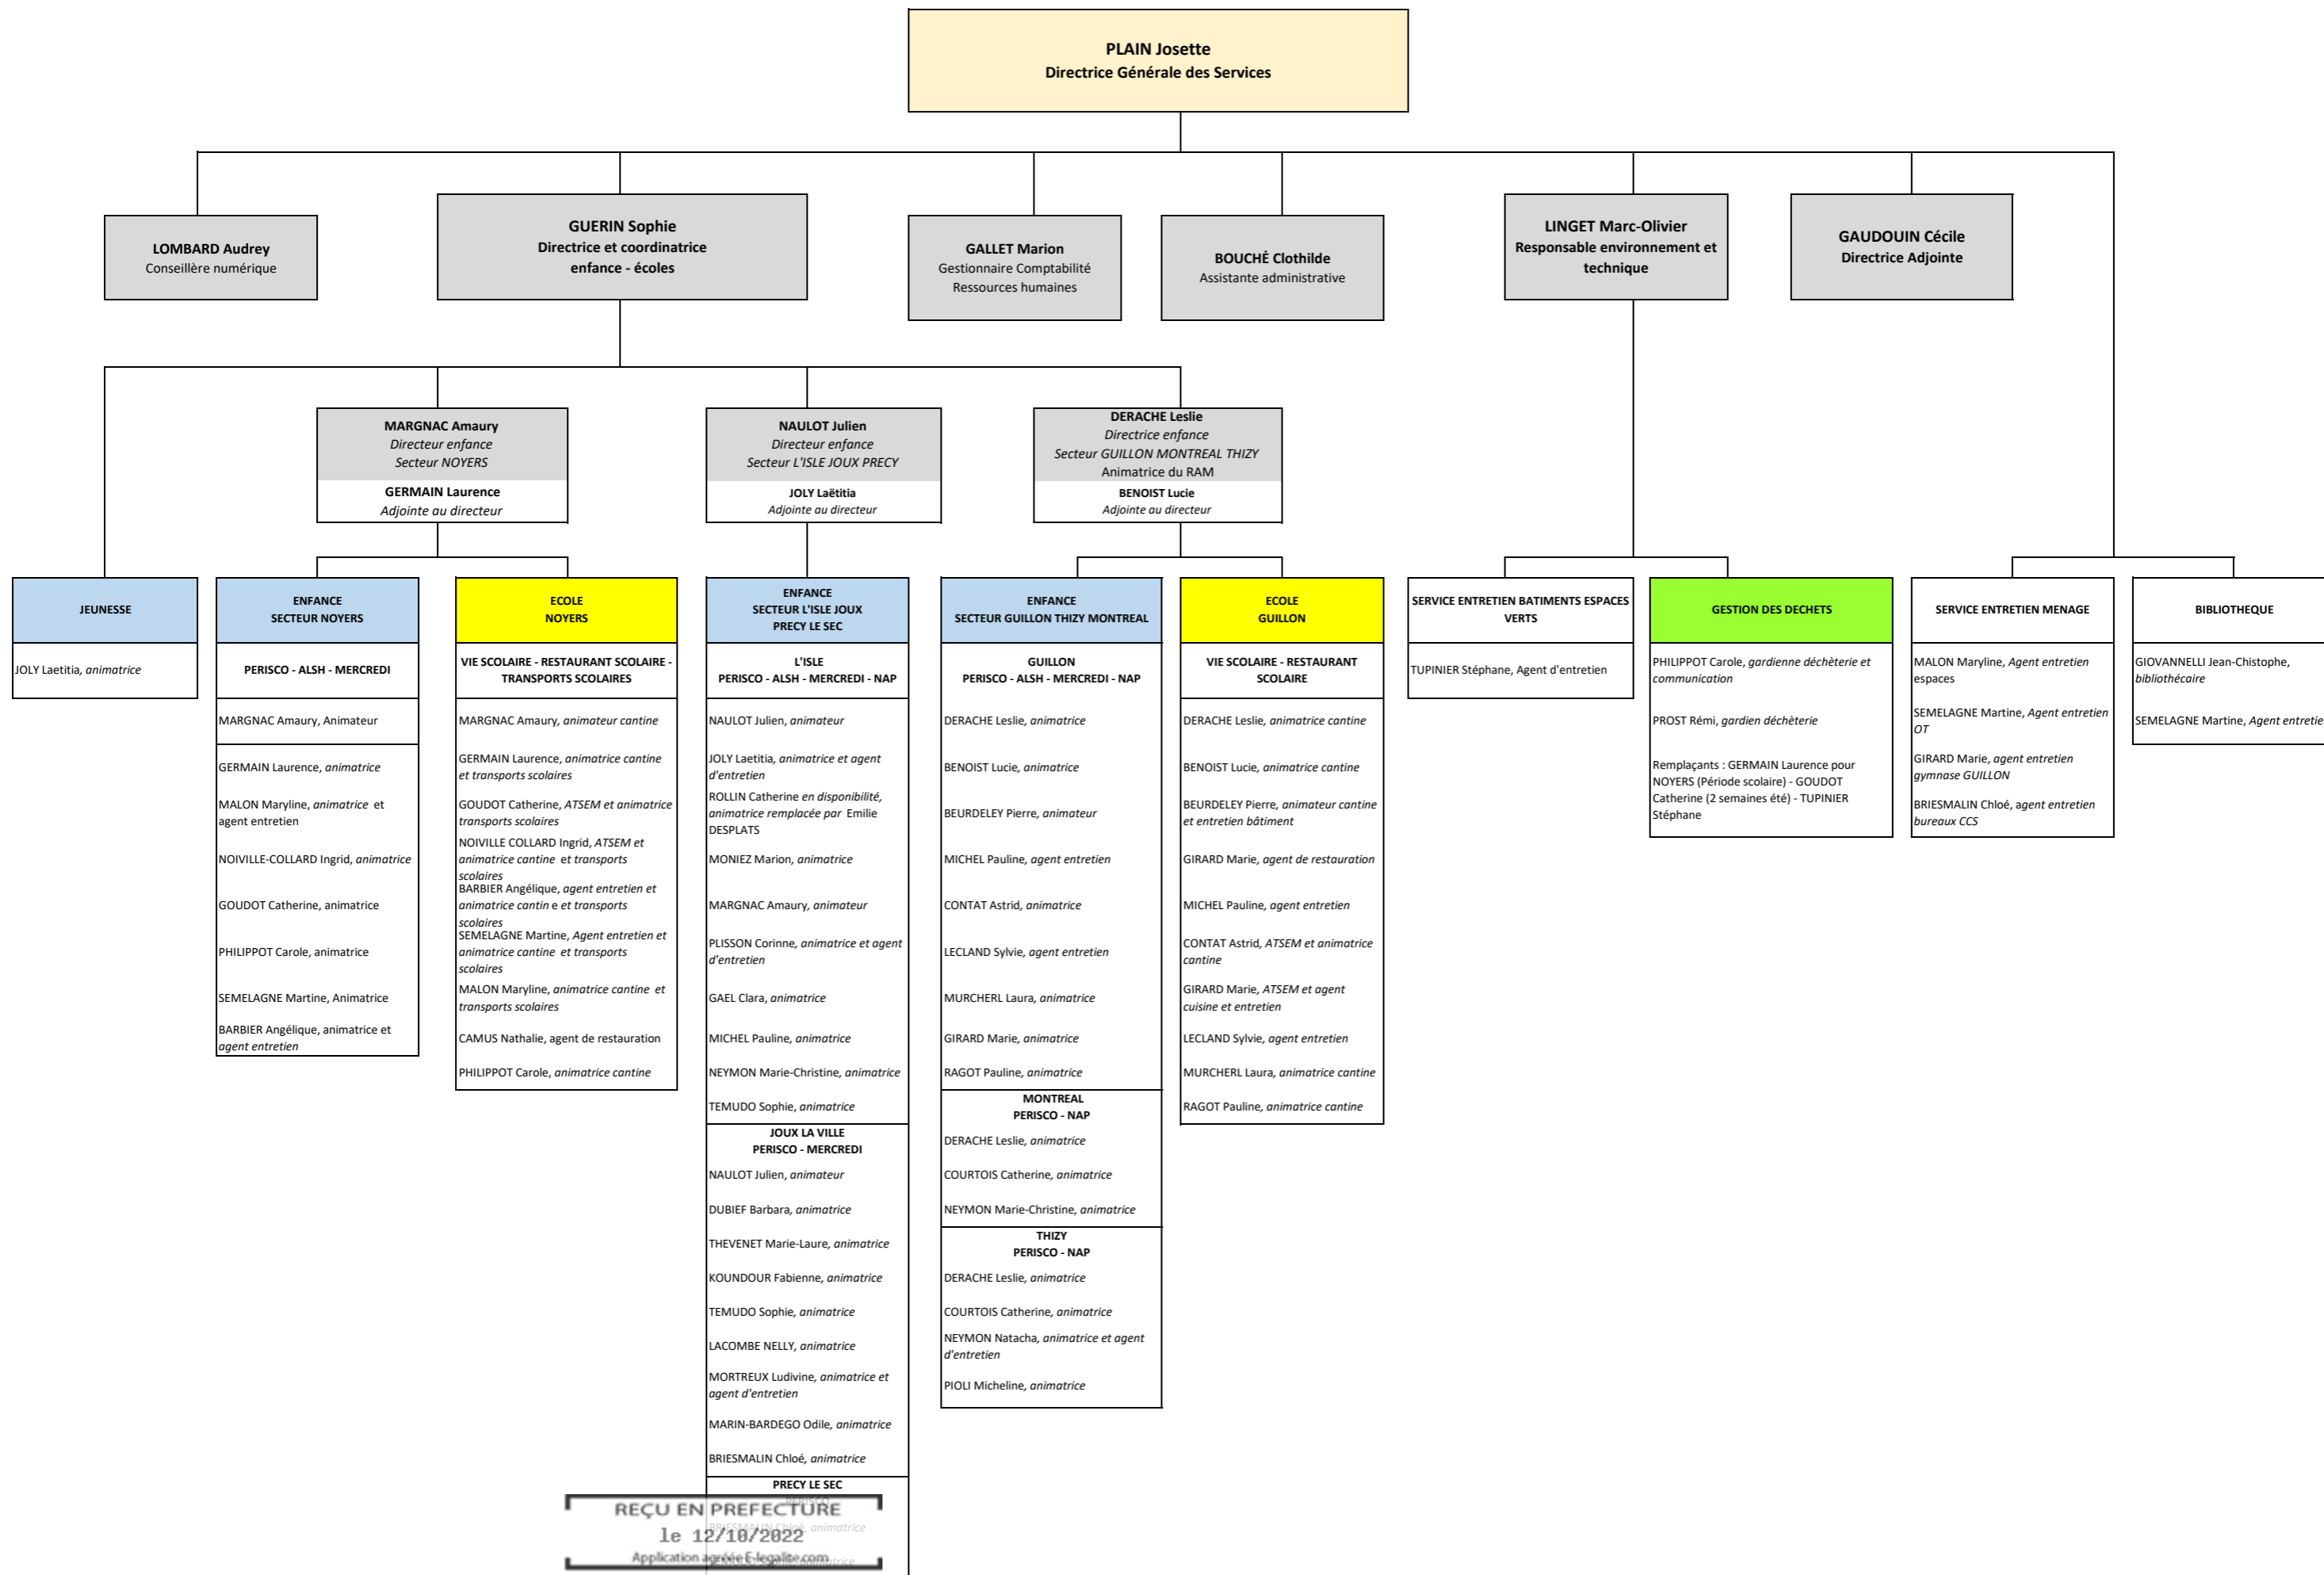 PLAIN Josette
Directrice Générale des Services
LOMBARD Audrey
Conseillère numérique
GUERIN Sophie
Directrice et coordinatrice
enfance - écoles
GALLET Marion
Gestionnaire Comptabilité
Ressources humaines
BOUCHÉ Clothilde
Assistante administrative
LINGET Marc-Olivier
Responsable environnement et
technique
GAUDOUIN Cécile
Directrice Adjointe
MARGNAC Amaury
Directeur enfance
Secteur NOYERS
GERMAIN Laurence
Adjointe au directeur
NAULOT Julien
Directeur enfance
Secteur L'ISLE JOUX PRECY
JOLY Laëtitia
Adjointe au directeur
DERACHE Leslie
Directrice enfance
Secteur GUILLON MONTREAL THIZY
Animatrice du RAM
BENOIST Lucie
Adjointe au directeur
JEUNESSE
JOLY Laetitia, animatrice
ENFANCE
SECTEUR NOYERS
PERISCO - ALSH - MERCREDI
MARGNAC Amaury, Animateur
GERMAIN Laurence, animatrice
MALON Maryline, animatrice et
agent entretien
NOIVILLE-COLLARD Ingrid, animatrice
GOUDOT Catherine, animatrice
PHILIPPOT Carole, animatrice
SEMELAGNE Martine, Animatrice
BARBIER Angélique, animatrice et
agent entretien
ECOLE
NOYERS
VIE SCOLAIRE - RESTAURANT SCOLAIRE -
TRANSPORTS SCOLAIRES
MARGNAC Amaury, animateur cantine
GERMAIN Laurence, animatrice cantine
et transports scolaires
GOUDOT Catherine, ATSEM et animatrice
transports scolaires
NOIVILLE COLLARD Ingrid, ATSEM et
animatrice cantine et transports
scolaires
BARBIER Angélique, agent entretien et
animatrice cantin e et transports
scolaires
SEMELAGNE Martine, Agent entretien et
animatrice cantine et transports
scolaires
MALON Maryline, animatrice cantine et
transports scolaires
CAMUS Nathalie, agent de restauration
PHILIPPOT Carole, animatrice cantine
ENFANCE
SECTEUR L'ISLE JOUX
PRECY LE SEC
L'ISLE
PERISCO - ALSH - MERCREDI - NAP
NAULOT Julien, animateur
JOLY Laetitia, animatrice et agent
d'entretien
ROLLIN Catherine en disponibilité,
animatrice remplacée par Emilie
DESPLATS
MONIEZ Marion, animatrice
MARGNAC Amaury, animateur
PLISSON Corinne, animatrice et agent
d'entretien
GAEL Clara, animatrice
MICHEL Pauline, animatrice
NEYMON Marie-Christine, animatrice
TEMUDO Sophie, animatrice
JOUX LA VILLE
PERISCO - MERCREDI
NAULOT Julien, animateur
DUBIEF Barbara, animatrice
THEVENET Marie-Laure, animatrice
KOUNDOUR Fabienne, animatrice
TEMUDO Sophie, animatrice
LACOMBE NELLY, animatrice
MORTREUX Ludivine, animatrice et
agent d'entretien
MARIN-BARDEGO Odile, animatrice
BRIESMALIN Chloé, animatrice
PRECY LE SEC
PERISCO
BRIESMALIN Chloé, animatrice
TEMUDO Sophie, animatrice
ENFANCE
SECTEUR GUILLON THIZY MONTREAL
GUILLON
PERISCO - ALSH - MERCREDI - NAP
DERACHE Leslie, animatrice
BENOIST Lucie, animatrice
BEURDELEY Pierre, animateur
MICHEL Pauline, agent entretien
CONTAT Astrid, animatrice
LECLAND Sylvie, agent entretien
MURCHERL Laura, animatrice
GIRARD Marie, animatrice
RAGOT Pauline, animatrice
MONTREAL
PERISCO - NAP
DERACHE Leslie, animatrice
COURTOIS Catherine, animatrice
NEYMON Marie-Christine, animatrice
THIZY
PERISCO - NAP
DERACHE Leslie, animatrice
COURTOIS Catherine, animatrice
NEYMON Natacha, animatrice et agent
d'entretien
PIOLI Micheline, animatrice
ECOLE
GUILLON
VIE SCOLAIRE - RESTAURANT
SCOLAIRE
DERACHE Leslie, animatrice cantine
BENOIST Lucie, animatrice cantine
BEURDELEY Pierre, animateur cantine
et entretien bâtiment
GIRARD Marie, agent de restauration
MICHEL Pauline, agent entretien
CONTAT Astrid, ATSEM et animatrice
cantine
GIRARD Marie, ATSEM et agent
cuisine et entretien
LECLAND Sylvie, agent entretien
MURCHERL Laura, animatrice cantine
RAGOT Pauline, animatrice cantine
SERVICE ENTRETIEN BATIMENTS ESPACES
VERTS
TUPINIER Stéphane, Agent d'entretien
GESTION DES DECHETS
PHILIPPOT Carole, gardienne déchèterie et
communication
PROST Rémi, gardien déchèterie
Remplaçants : GERMAIN Laurence pour
NOYERS (Période scolaire) - GOUDOT
Catherine (2 semaines été) - TUPINIER
Stéphane
SERVICE ENTRETIEN MENAGE
MALON Maryline, Agent entretien
espaces
SEMELAGNE Martine, Agent entretien
OT
GIRARD Marie, agent entretien
gymnase GUILLON
BRIESMALIN Chloé, agent entretien
bureaux CCS
BIBLIOTHEQUE
GIOVANNELLI Jean-Chistophe,
bibliothécaire
SEMELAGNE Martine, Agent entretie
REÇU EN PREFECTURE
le 12/10/2022
Application agréée E-legalite.com